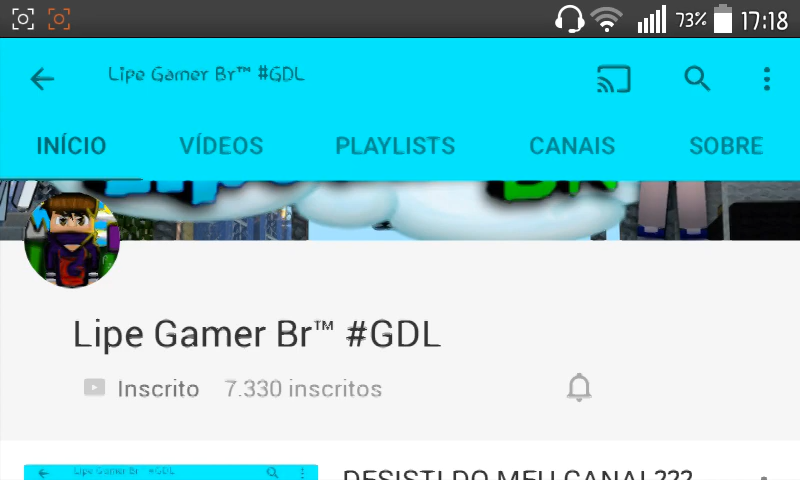 73% 17:18
Lipe Gamer Br™ #GDL
INÍCIO VÍDEOS PLAYLISTS CANAIS SOBRE
Lipe Gamer Br™ #GDL
Inscrito 7.330 inscritos
Lipe Gamer Br #GDL
DESISTI DO MEU CANAL???